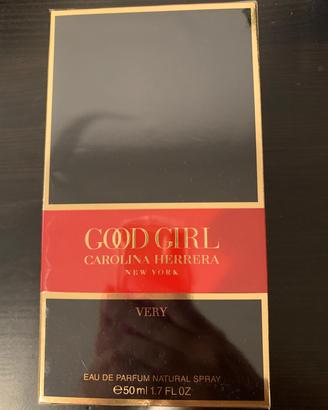 GOOD GIRL
CAROLINA HERRERA
NEW YORK
VERY
EAU DE PARFUM NATURAL SPRAY
℮50ml 1.7 FL OZ